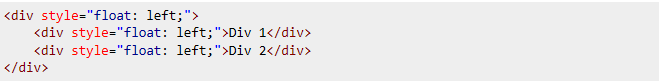 <div style="float: left;">
    <div style="float: left;">Div 1</div>
    <div style="float: left;">Div 2</div>
</div>